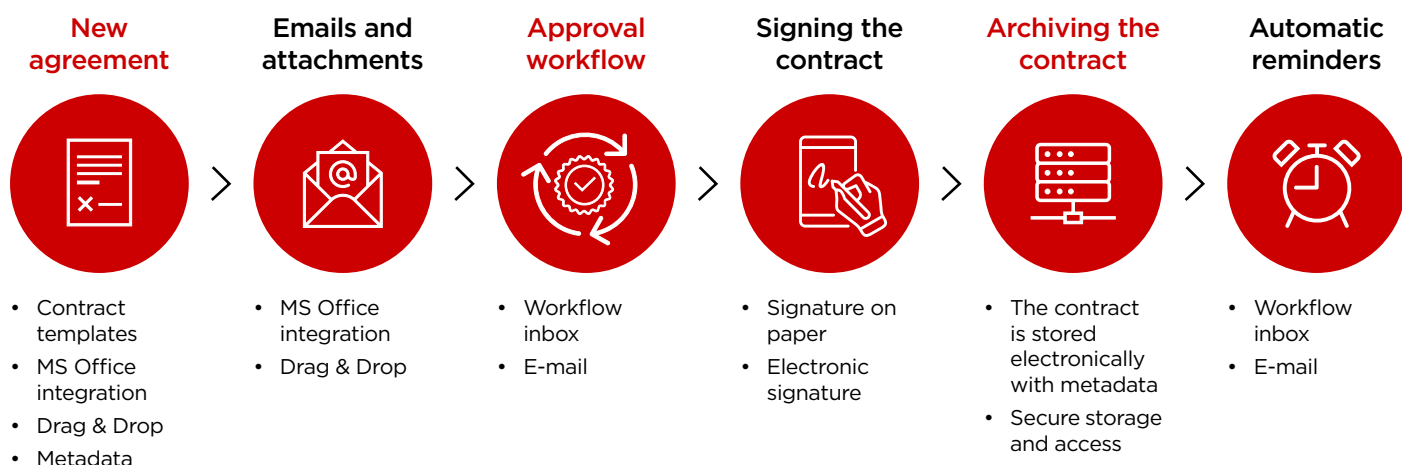 New
agreement
Emails and
attachments
Approval
workflow
Signing the
contract
Archiving the
contract
Automatic
reminders
• Contract
templates
• MS Office
integration
• Drag & Drop
• Metadata
• MS Office
integration
• Drag & Drop
• Workflow
inbox
• E-mail
• Signature on
paper
• Electronic
signature
• The contract
is stored
electronically
with metadata
• Secure storage
and access
• Workflow
inbox
• E-mail